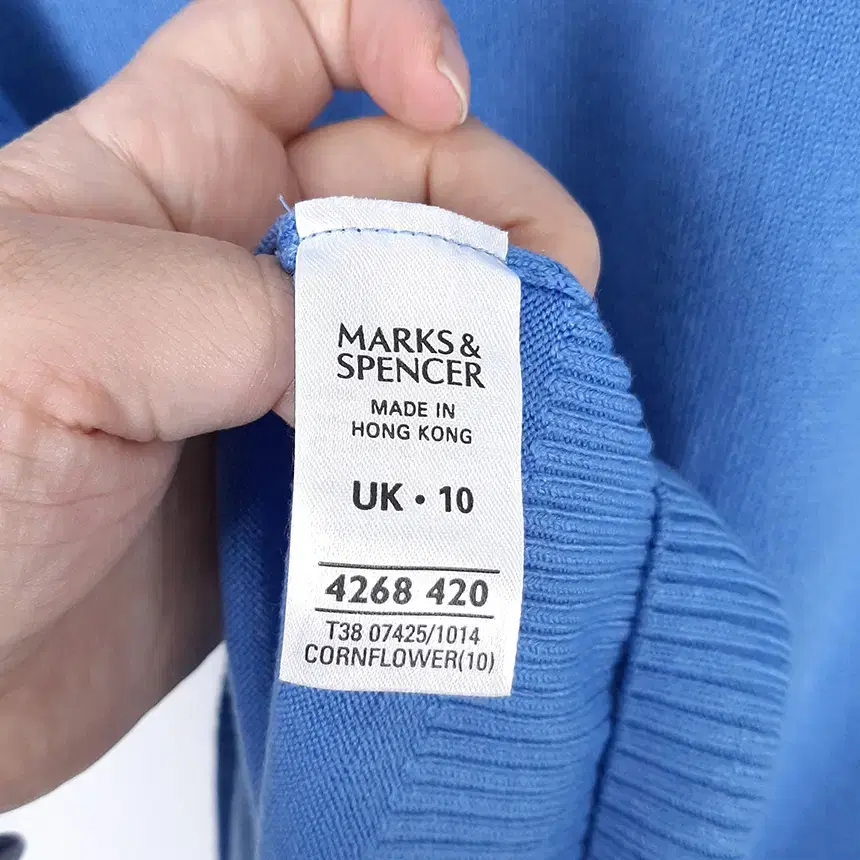 MARKS &
SPENCER
MADE IN
HONG KONG
UK • 10
4268 420
T38 07425/1014
CORNFLOWER(10)